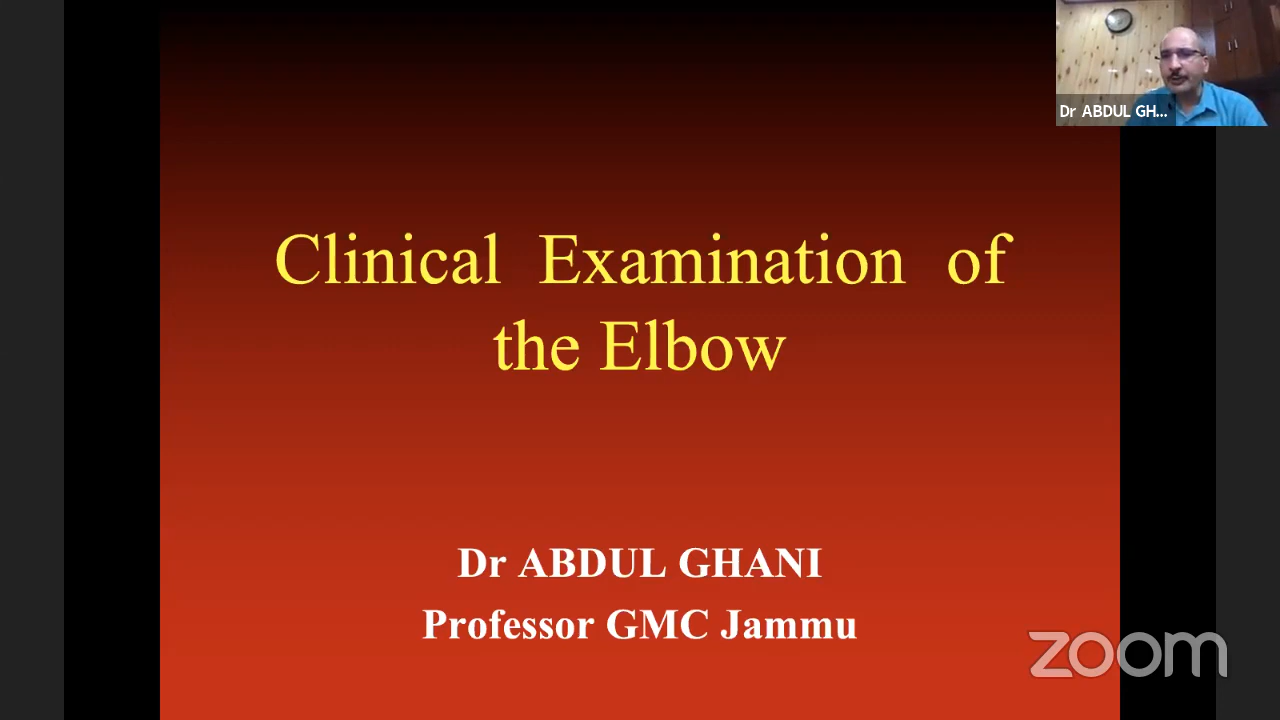 Dr ABDUL GH...
Clinical Examination of
the Elbow
Dr ABDUL GHANI
Professor GMC Jammu
zoom